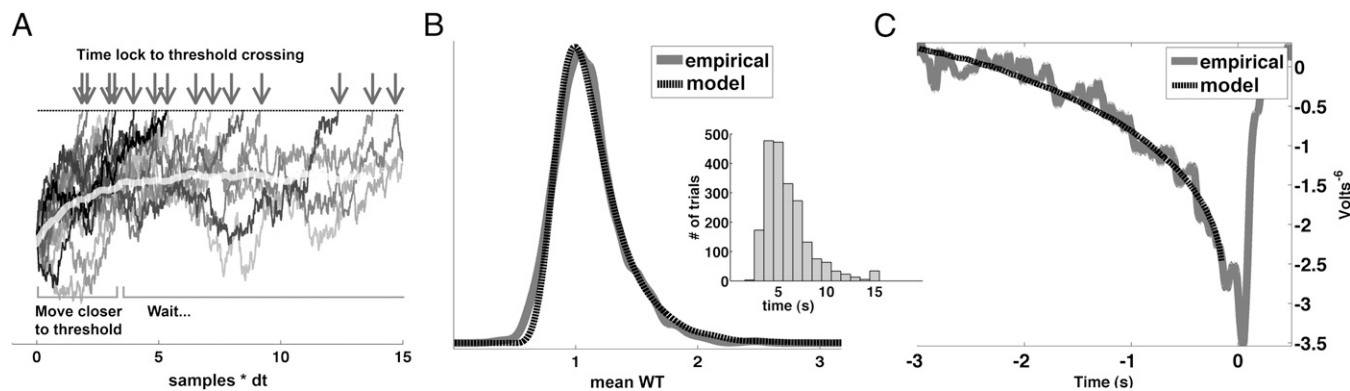 A
Time lock to threshold crossing
Move closer
to threshold
Wait...
0
5
10
15
samples * dt
B
empirical
model
500
400
300
200
100
0
# of trials
5
10
15
time (s)
1
2
3
mean WT
C
empirical
model
0
-0.5
-1
-1.5
-2
-2.5
-3
-3.5
Volts-6
-3
-2
-1
0
Time (s)